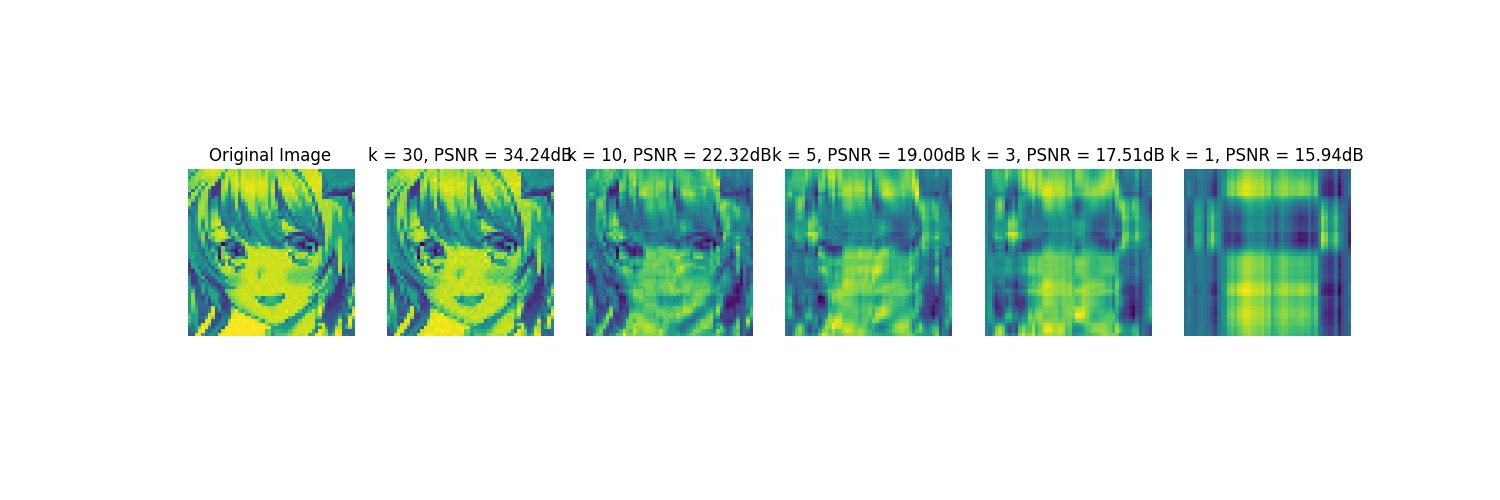 Original Image
k = 30, PSNR = 34.24dB
k = 10, PSNR = 22.32dB
k = 5, PSNR = 19.00dB
k = 3, PSNR = 17.51dB
k = 1, PSNR = 15.94dB